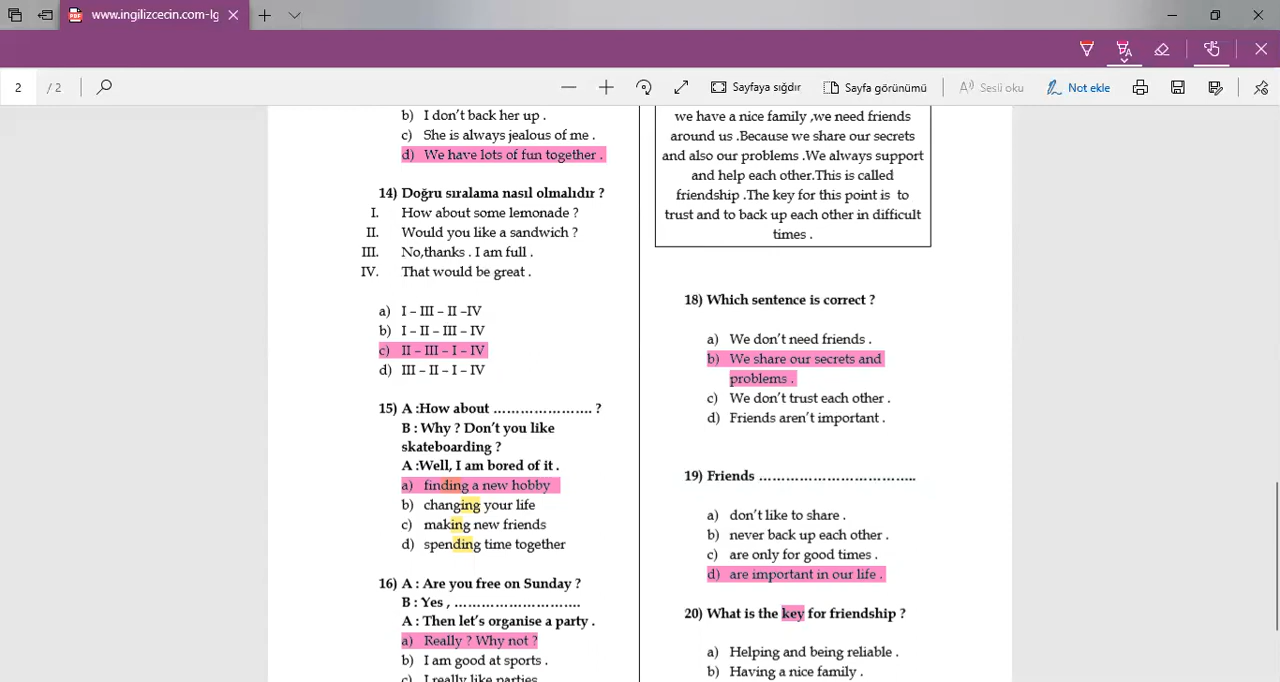 www.ingilizcecin.com-lg
2 / 2
Sayfaya sığdır
Sayfa görünümü
Sesli oku
Not ekle
b) I don't back her up .
c) She is always jealous of me .
d) We have lots of fun together .
14) Doğru sıralama nasıl olmalıdır ?
I. How about some lemonade ?
II. Would you like a sandwich ?
III. No,thanks . I am full .
IV. That would be great .
a) I – III – II –IV
b) I – II – III – IV
c) II – III – I – IV
d) III – II – I – IV
15) A :How about …………………. ?
B : Why ? Don't you like
skateboarding ?
A :Well, I am bored of it .
a) finding a new hobby
b) changing your life
c) making new friends
d) spending time together
16) A : Are you free on Sunday ?
B : Yes , ……………………….
A : Then let's organise a party .
a) Really ? Why not ?
b) I am good at sports .
c) I really like parties
we have a nice family ,we need friends
around us .Because we share our secrets
and also our problems .We always support
and help each other.This is called
friendship .The key for this point is to
trust and to back up each other in difficult
times .
18) Which sentence is correct ?
a) We don't need friends .
b) We share our secrets and
problems .
c) We don't trust each other .
d) Friends aren't important .
19) Friends ……………………………..
a) don't like to share .
b) never back up each other .
c) are only for good times .
d) are important in our life .
20) What is the key for friendship ?
a) Helping and being reliable .
b) Having a nice family .